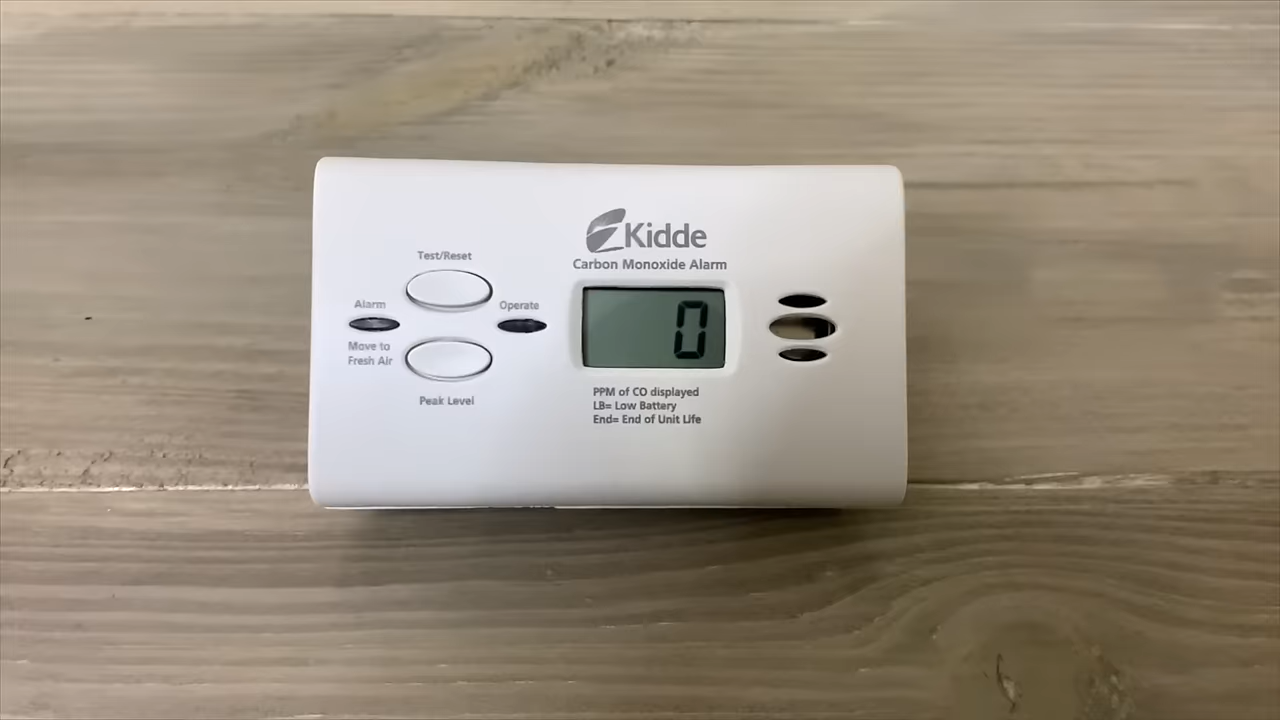 Kidde
Carbon Monoxide Alarm
Test/Reset
Alarm
Operate
Move to
Fresh Air
Peak Level
0
PPM of CO displayed
LB= Low Battery
End= End of Unit Life